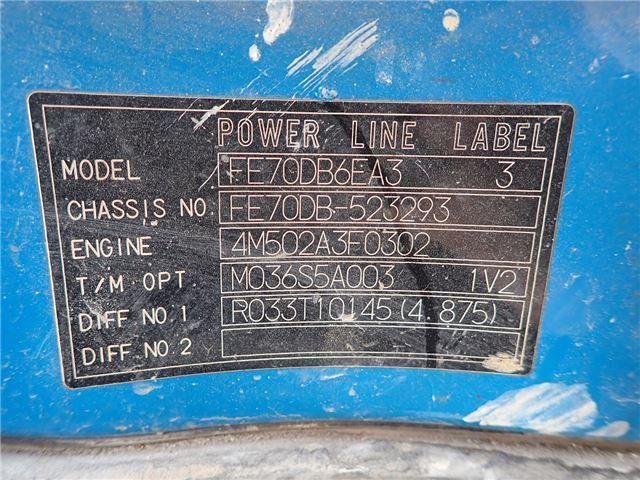 POWER LINE LABEL
MODEL FE70DB6EA3 3
CHASSIS NO. FE70DB-523293
ENGINE 4M502A3F0302
T/M·OPT. M036S5A003 1V2
DIFF NO.1 R033T10145(4.875)
DIFF NO.2